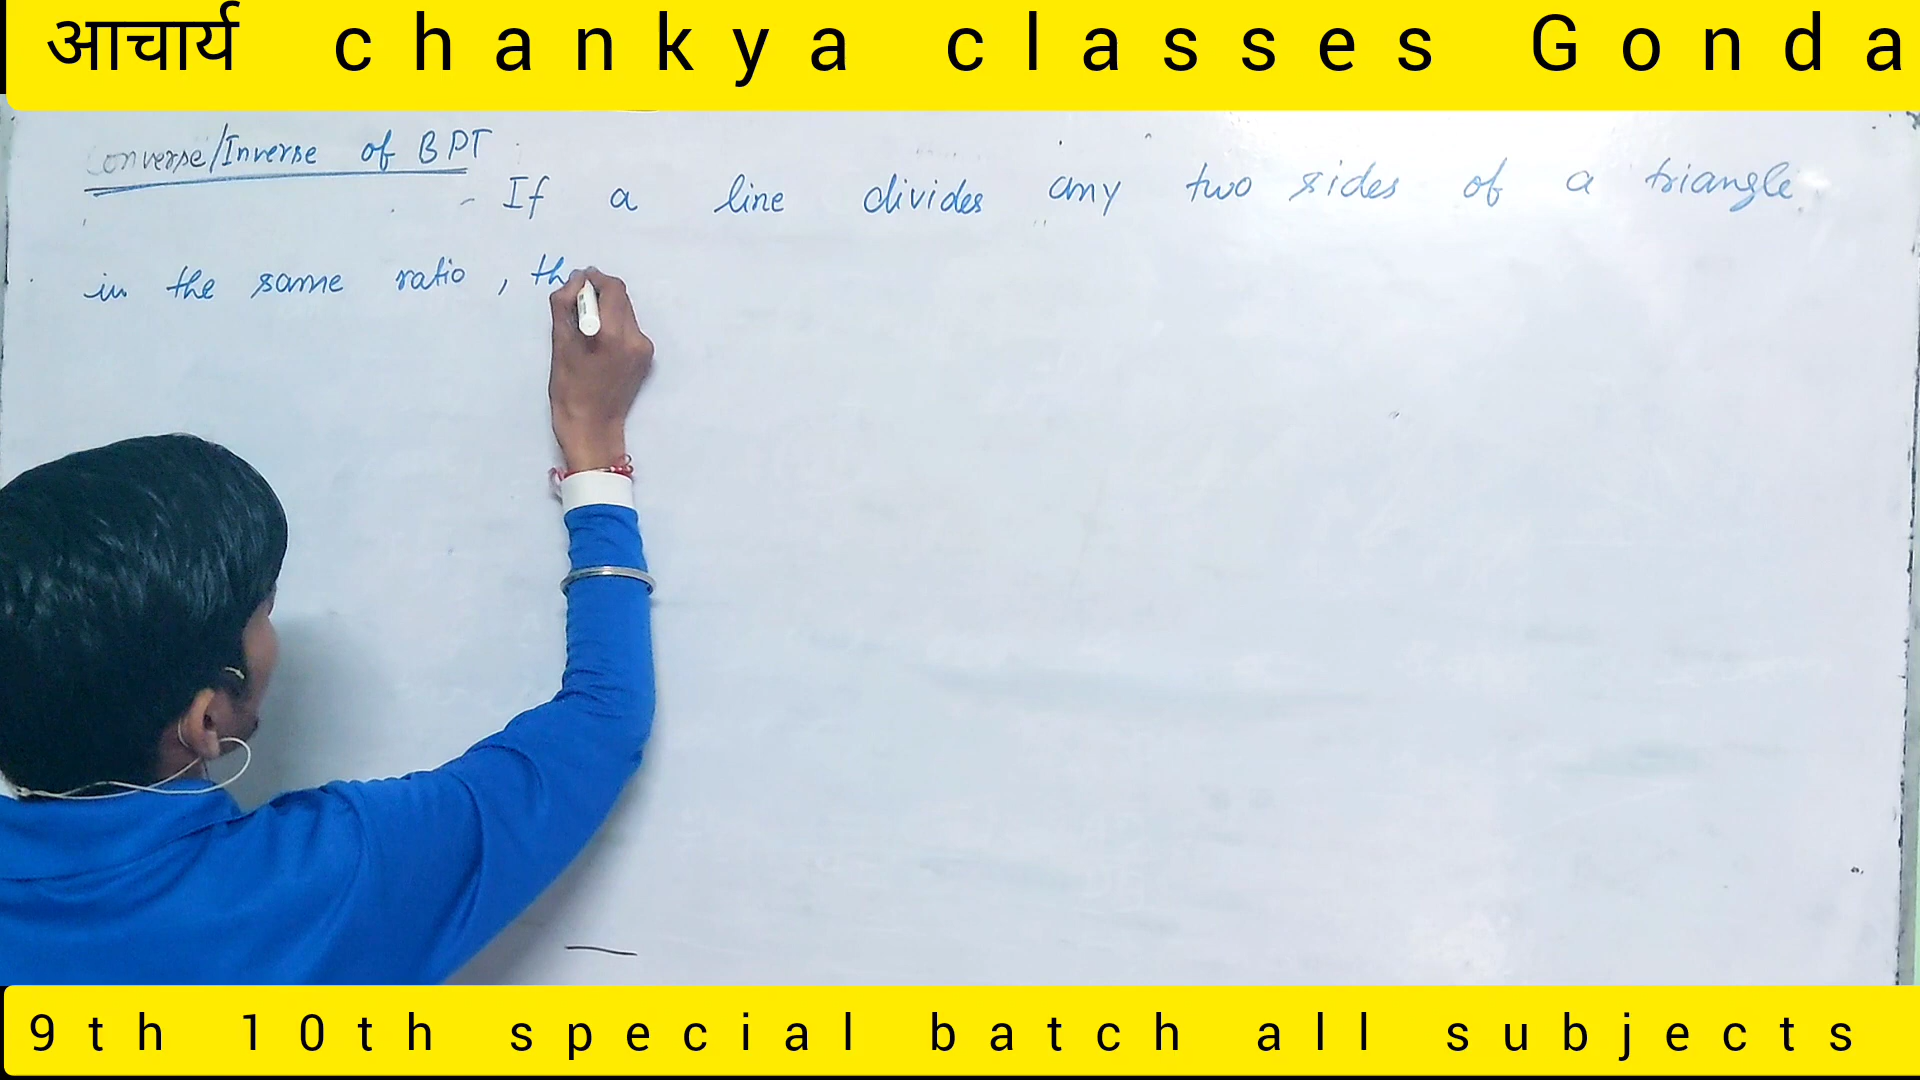 आचार्य chankya classes Gonda
Converse/Inverse of BPT
- If a line divides any two sides of a triangle
in the same ratio, th
9th 10th special batch all subjects